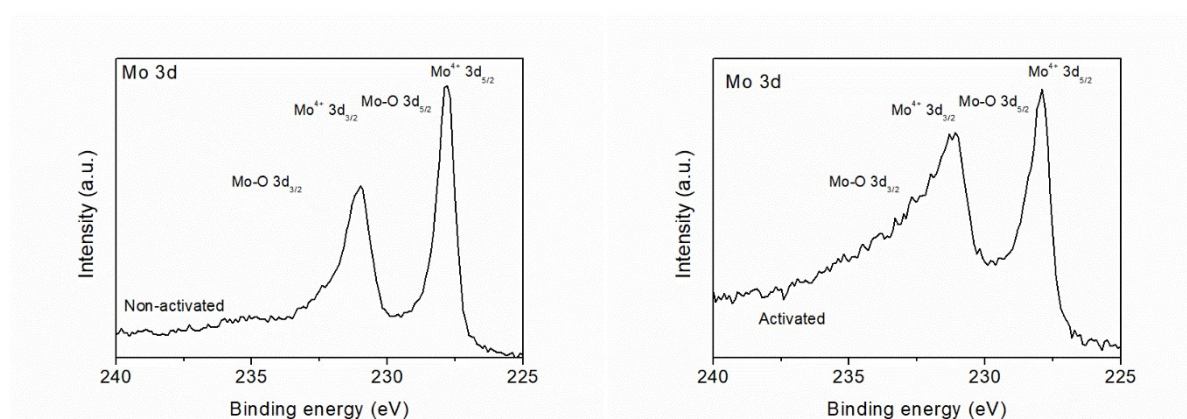 Mo 3d
Mo⁴⁺ 3d₅/₂
Mo⁴⁺ 3d₃/₂
Mo-O 3d₅/₂
Mo-O 3d₃/₂
Non-activated
Intensity (a.u.)
240 235 230 225
Binding energy (eV)
Mo 3d
Mo⁴⁺ 3d₅/₂
Mo-O 3d₅/₂
Mo⁴⁺ 3d₃/₂
Mo-O 3d₃/₂
Activated
Intensity (a.u.)
240 235 230 225
Binding energy (eV)